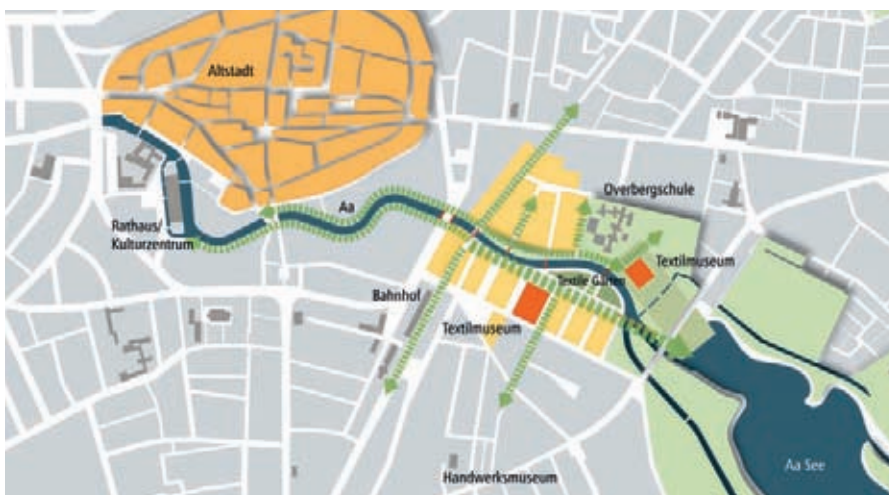 Altstadt
Overbergschule
Aa
Rathaus/
Kulturzentrum
Textilmuseum
Textile Gärten
Bahnhof
Textilmuseum
Aa See
Handwerksmuseum